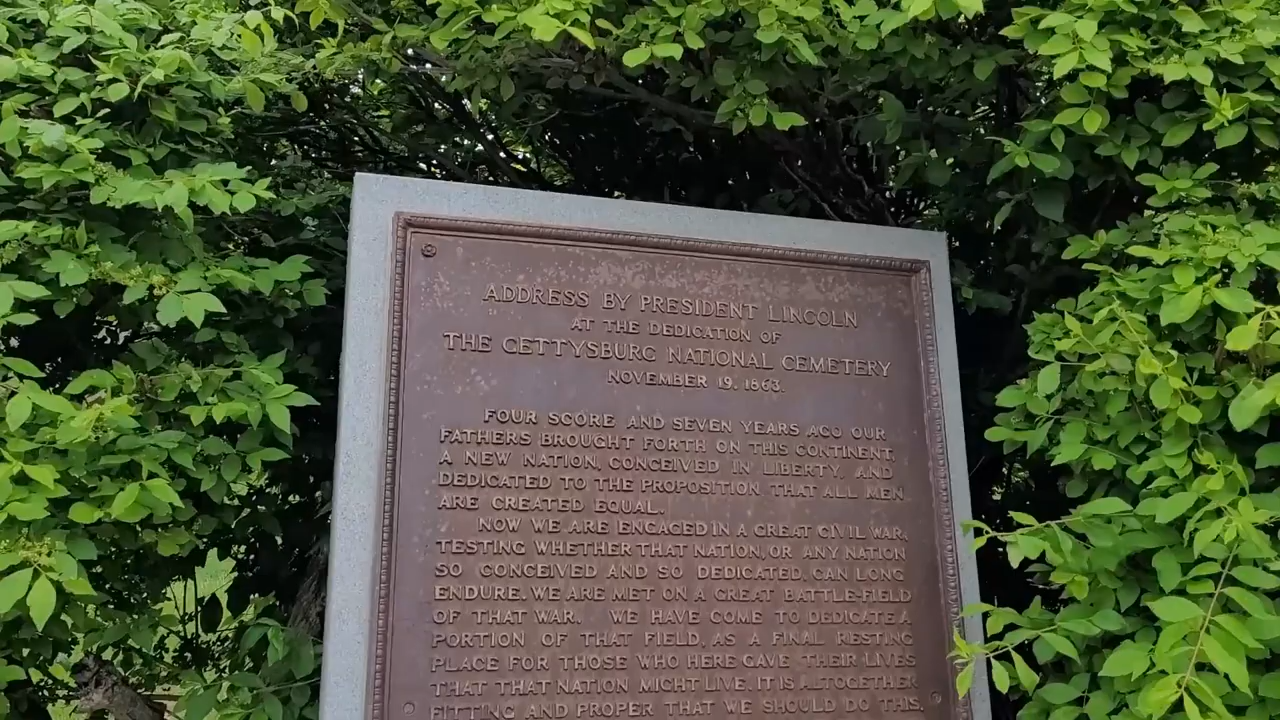 ADDRESS BY PRESIDENT LINCOLN
AT THE DEDICATION OF
THE GETTYSBURG NATIONAL CEMETERY
NOVEMBER 19, 1863.
FOUR SCORE AND SEVEN YEARS AGO OUR
FATHERS BROUGHT FORTH ON THIS CONTINENT,
A NEW NATION, CONCEIVED IN LIBERTY, AND
DEDICATED TO THE PROPOSITION THAT ALL MEN
ARE CREATED EQUAL.
NOW WE ARE ENGAGED IN A GREAT CIVIL WAR,
TESTING WHETHER THAT NATION, OR ANY NATION
SO CONCEIVED AND SO DEDICATED, CAN LONG
ENDURE. WE ARE MET ON A GREAT BATTLE-FIELD
OF THAT WAR. WE HAVE COME TO DEDICATE A
PORTION OF THAT FIELD, AS A FINAL RESTING
PLACE FOR THOSE WHO HERE GAVE THEIR LIVES
THAT THAT NATION MIGHT LIVE. IT IS ALTOGETHER
FITTING AND PROPER THAT WE SHOULD DO THIS.